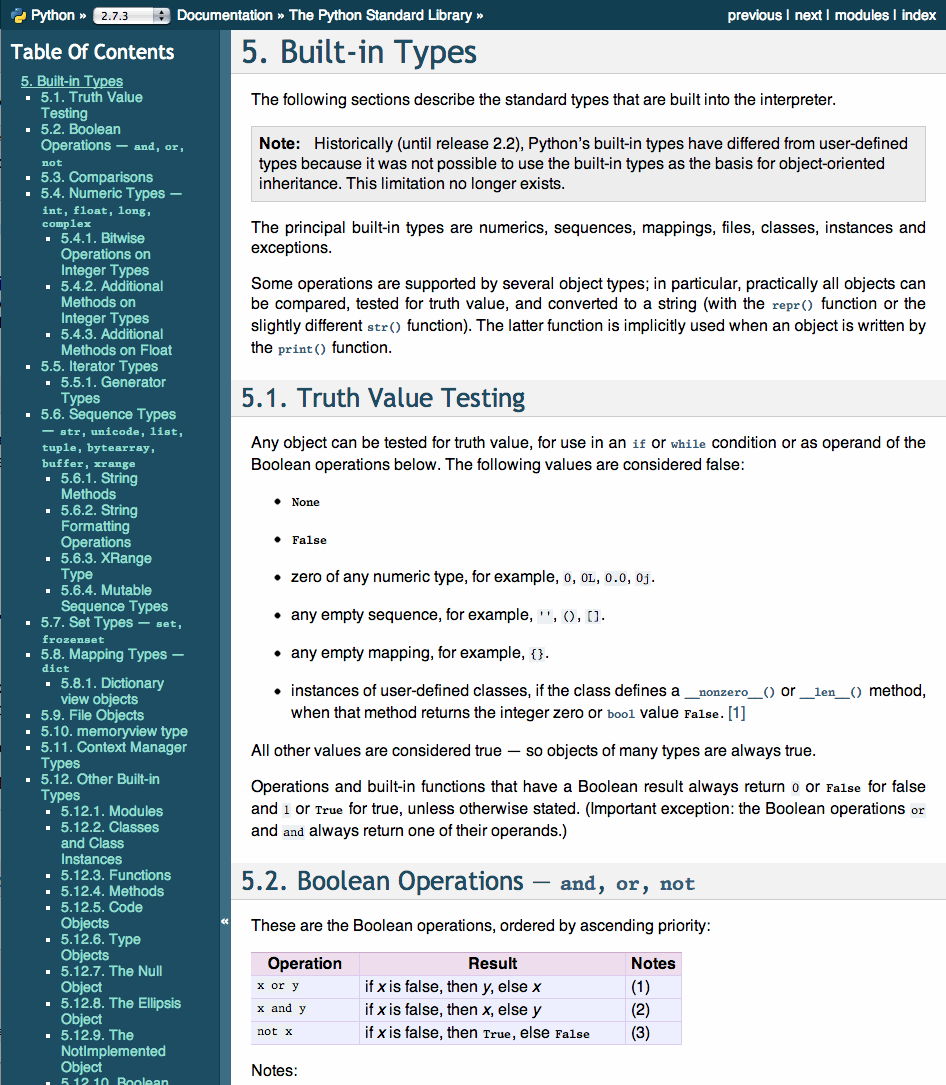 Python » 2.7.3 Documentation » The Python Standard Library » previous | next | modules | index
Table Of Contents
5. Built-in Types
5.1. Truth Value
Testing
5.2. Boolean
Operations — and, or,
not
5.3. Comparisons
5.4. Numeric Types —
int, float, long,
complex
5.4.1. Bitwise
Operations on
Integer Types
5.4.2. Additional
Methods on
Integer Types
5.4.3. Additional
Methods on Float
5.5. Iterator Types
5.5.1. Generator
Types
5.6. Sequence Types
— str, unicode, list,
tuple, bytearray,
buffer, xrange
5.6.1. String
Methods
5.6.2. String
Formatting
Operations
5.6.3. XRange
Type
5.6.4. Mutable
Sequence Types
5.7. Set Types — set,
frozenset
5.8. Mapping Types —
dict
5.8.1. Dictionary
view objects
5.9. File Objects
5.10. memoryview type
5.11. Context Manager
Types
5.12. Other Built-in
Types
5.12.1. Modules
5.12.2. Classes
and Class
Instances
5.12.3. Functions
5.12.4. Methods
5.12.5. Code
Objects
5.12.6. Type
Objects
5.12.7. The Null
Object
5.12.8. The Ellipsis
Object
5.12.9. The
NotImplemented
Object
5.12.10. Boolean
«
5. Built-in Types
The following sections describe the standard types that are built into the interpreter.
Note: Historically (until release 2.2), Python's built-in types have differed from user-defined
types because it was not possible to use the built-in types as the basis for object-oriented
inheritance. This limitation no longer exists.
The principal built-in types are numerics, sequences, mappings, files, classes, instances and
exceptions.
Some operations are supported by several object types; in particular, practically all objects can
be compared, tested for truth value, and converted to a string (with the repr() function or the
slightly different str() function). The latter function is implicitly used when an object is written by
the print() function.
5.1. Truth Value Testing
Any object can be tested for truth value, for use in an if or while condition or as operand of the
Boolean operations below. The following values are considered false:
• None
• False
• zero of any numeric type, for example, 0, 0L, 0.0, 0j.
• any empty sequence, for example, '', (), [].
• any empty mapping, for example, {}.
• instances of user-defined classes, if the class defines a __nonzero__() or __len__() method,
when that method returns the integer zero or bool value False. [1]
All other values are considered true — so objects of many types are always true.
Operations and built-in functions that have a Boolean result always return 0 or False for false
and 1 or True for true, unless otherwise stated. (Important exception: the Boolean operations or
and and always return one of their operands.)
5.2. Boolean Operations — and, or, not
These are the Boolean operations, ordered by ascending priority:
Operation Result Notes
x or y if x is false, then y, else x (1)
x and y if x is false, then x, else y (2)
not x if x is false, then True, else False (3)
Notes: